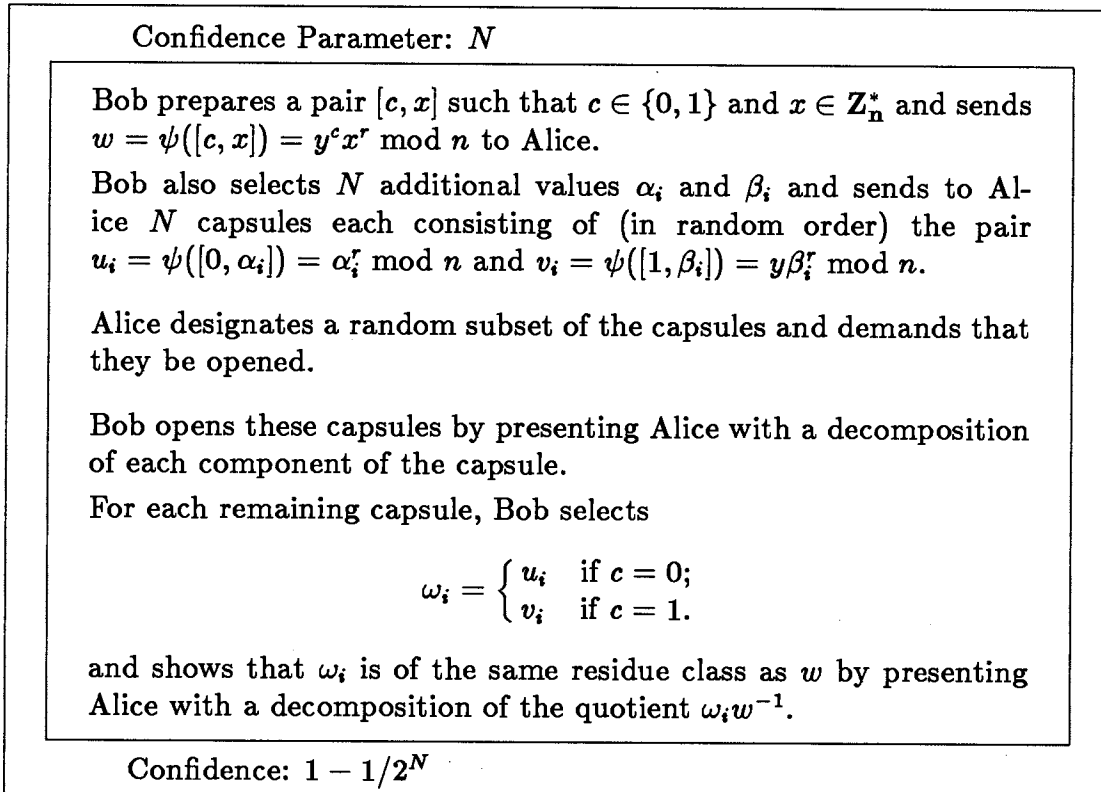 Confidence Parameter: N
Bob prepares a pair [c, x] such that c ∈ {0, 1} and x ∈ Z*ₙ and sends
w = ψ([c, x]) = yᶜxʳ mod n to Alice.
Bob also selects N additional values αᵢ and βᵢ and sends to Al-
ice N capsules each consisting of (in random order) the pair
uᵢ = ψ([0, αᵢ]) = αᵢʳ mod n and vᵢ = ψ([1, βᵢ]) = yβᵢʳ mod n.
Alice designates a random subset of the capsules and demands that
they be opened.
Bob opens these capsules by presenting Alice with a decomposition
of each component of the capsule.
For each remaining capsule, Bob selects
ωᵢ = { uᵢ if c = 0;
vᵢ if c = 1.
and shows that ωᵢ is of the same residue class as w by presenting
Alice with a decomposition of the quotient ωᵢw⁻¹.
Confidence: 1 − 1/2ᴺ